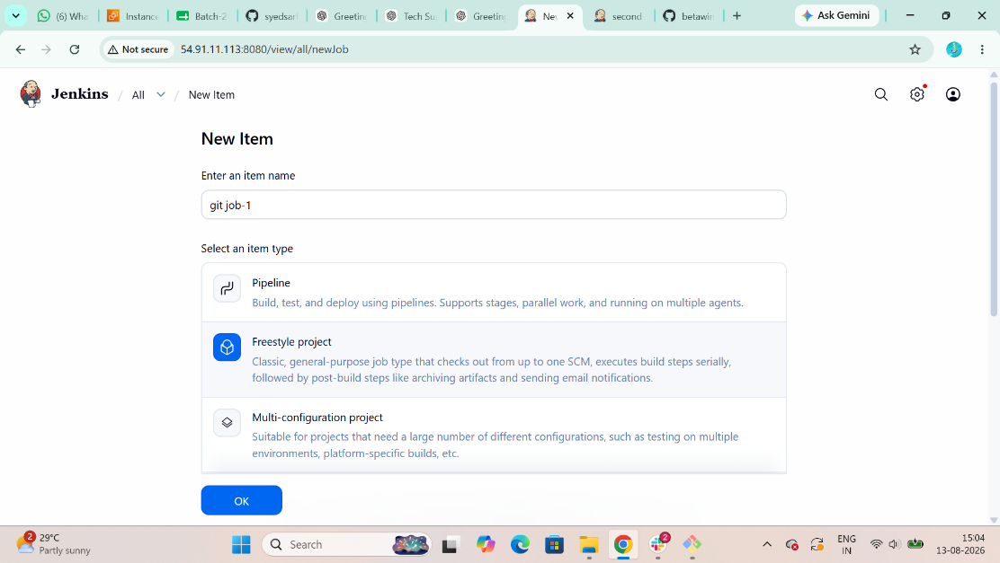 (6) Wha
Instance
Batch-2
syedsar
Greeting
Tech Su
Greeting
Nev
second
betawin
Ask Gemini
Not secure
54.91.11.113:8080/view/all/newJob
Jenkins / All / New Item
New Item
Enter an item name
git job-1
Select an item type
Pipeline
Build, test, and deploy using pipelines. Supports stages, parallel work, and running on multiple agents.
Freestyle project
Classic, general-purpose job type that checks out from up to one SCM, executes build steps serially,
followed by post-build steps like archiving artifacts and sending email notifications.
Multi-configuration project
Suitable for projects that need a large number of different configurations, such as testing on multiple
environments, platform-specific builds, etc.
OK
2
29°C
Partly sunny
Search
2
ENG
IN
15:04
13-08-2026